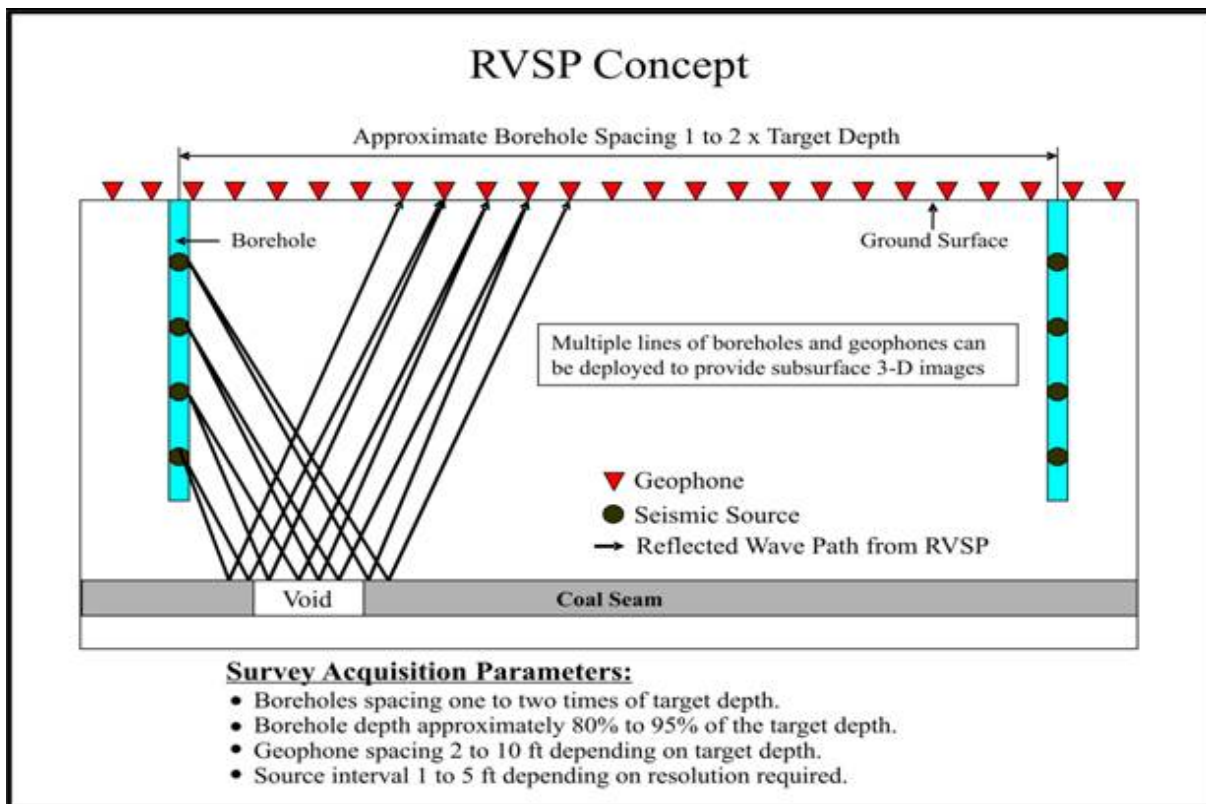 RVSP Concept
Approximate Borehole Spacing 1 to 2 x Target Depth
Borehole
Ground Surface
Multiple lines of boreholes and geophones can
be deployed to provide subsurface 3-D images
Geophone
Seismic Source
Reflected Wave Path from RVSP
Void
Coal Seam
Survey Acquisition Parameters:
● Boreholes spacing one to two times of target depth.
● Borehole depth approximately 80% to 95% of the target depth.
● Geophone spacing 2 to 10 ft depending on target depth.
● Source interval 1 to 5 ft depending on resolution required.